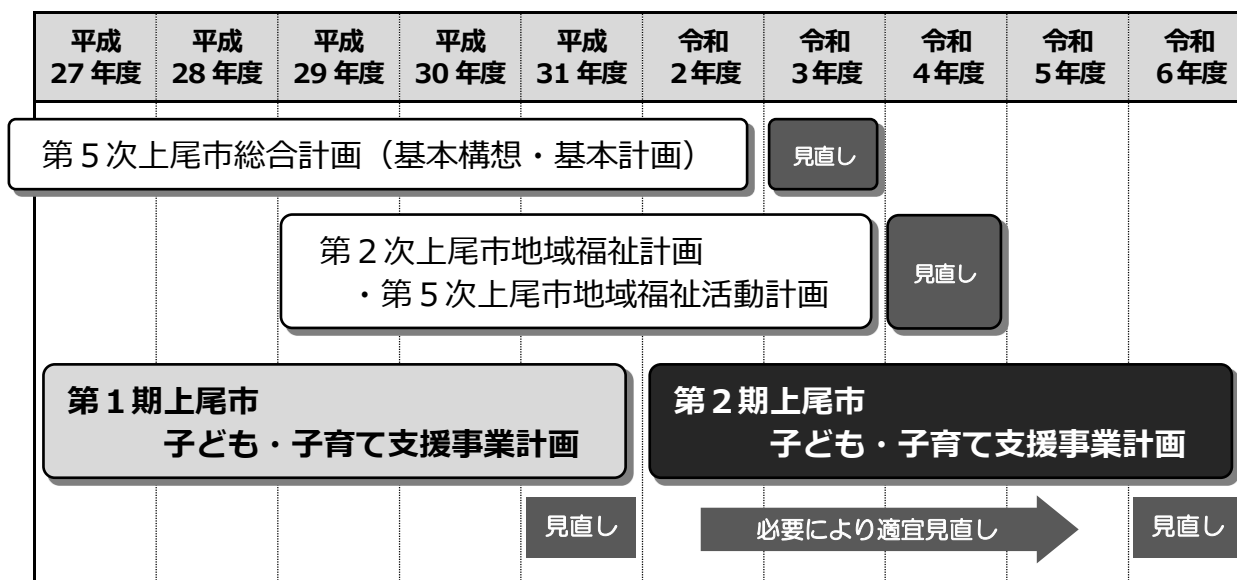 平成 平成 平成 平成 平成 令和 令和 令和 令和 令和
27年度 28年度 29年度 30年度 31年度 2年度 3年度 4年度 5年度 6年度
第5次上尾市総合計画（基本構想・基本計画） 見直し
第2次上尾市地域福祉計画
・第5次上尾市地域福祉活動計画
見直し
第1期上尾市
子ども・子育て支援事業計画
第2期上尾市
子ども・子育て支援事業計画
見直し 必要により適宜見直し 見直し